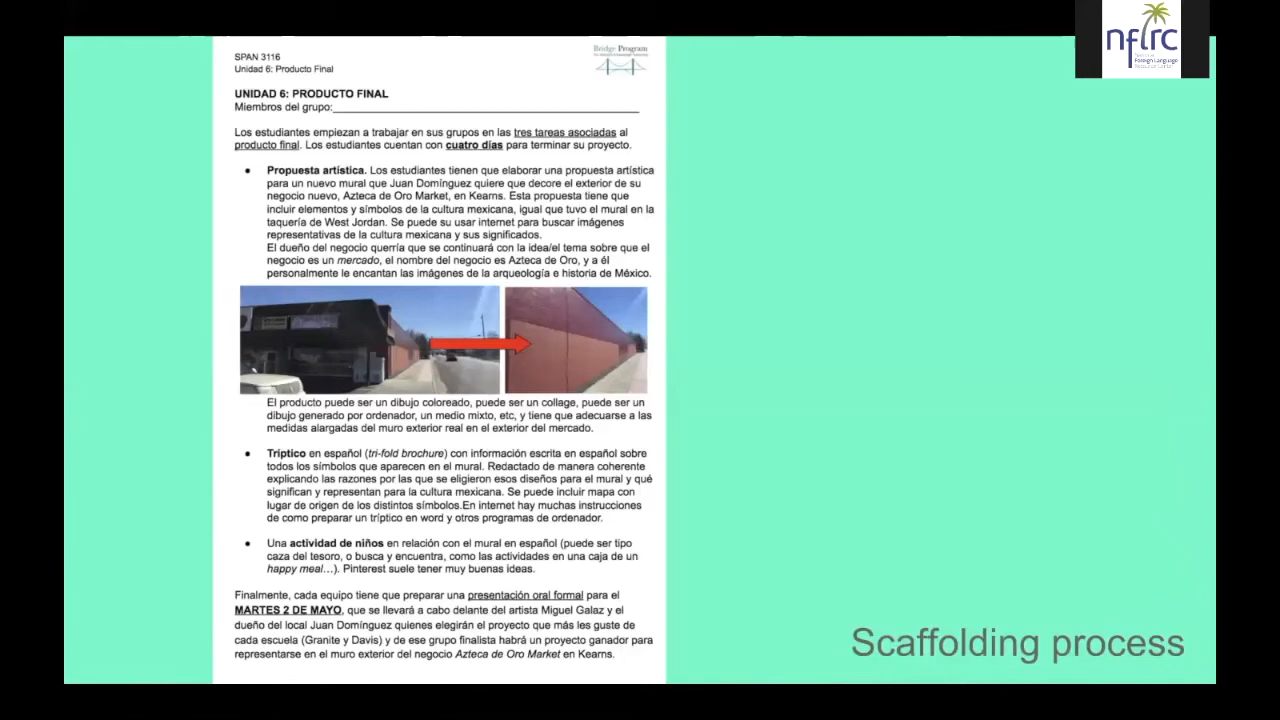 nflrc
National
Foreign Language
Resource Center
SPAN 3116
Unidad 6: Producto Final
Bridge Program
UNIDAD 6: PRODUCTO FINAL
Miembros del grupo:
Los estudiantes empiezan a trabajar en sus grupos en las tres tareas asociadas al
producto final. Los estudiantes cuentan con cuatro días para terminar su proyecto.
• Propuesta artística. Los estudiantes tienen que elaborar una propuesta artística
para un nuevo mural que Juan Domínguez quiere que decore el exterior de su
negocio nuevo, Azteca de Oro Market, en Kearns. Esta propuesta tiene que
incluir elementos y símbolos de la cultura mexicana, igual que tuvo el mural en la
taquería de West Jordan. Se puede su usar internet para buscar imágenes
representativas de la cultura mexicana y sus significados.
El dueño del negocio querría que se continuará con la idea/el tema sobre que el
negocio es un mercado, el nombre del negocio es Azteca de Oro, y a él
personalmente le encantan las imágenes de la arqueología e historia de México.
El producto puede ser un dibujo coloreado, puede ser un collage, puede ser un
dibujo generado por ordenador, un medio mixto, etc, y tiene que adecuarse a las
medidas alargadas del muro exterior real en el exterior del mercado.
• Tríptico en español (tri-fold brochure) con información escrita en español sobre
todos los símbolos que aparecen en el mural. Redactado de manera coherente
explicando las razones por las que se eligieron esos diseños para el mural y qué
significan y representan para la cultura mexicana. Se puede incluir mapa con
lugar de origen de los distintos símbolos.En internet hay muchas instrucciones
de como preparar un tríptico en word y otros programas de ordenador.
• Una actividad de niños en relación con el mural en español (puede ser tipo
caza del tesoro, o busca y encuentra, como las actividades en una caja de un
happy meal…). Pinterest suele tener muy buenas ideas.
Finalmente, cada equipo tiene que preparar una presentación oral formal para el
MARTES 2 DE MAYO, que se llevará a cabo delante del artista Miguel Galaz y el
dueño del local Juan Domínguez quienes elegirán el proyecto que más les guste de
cada escuela (Granite y Davis) y de ese grupo finalista habrá un proyecto ganador para
representarse en el muro exterior del negocio Azteca de Oro Market en Kearns.
Scaffolding process